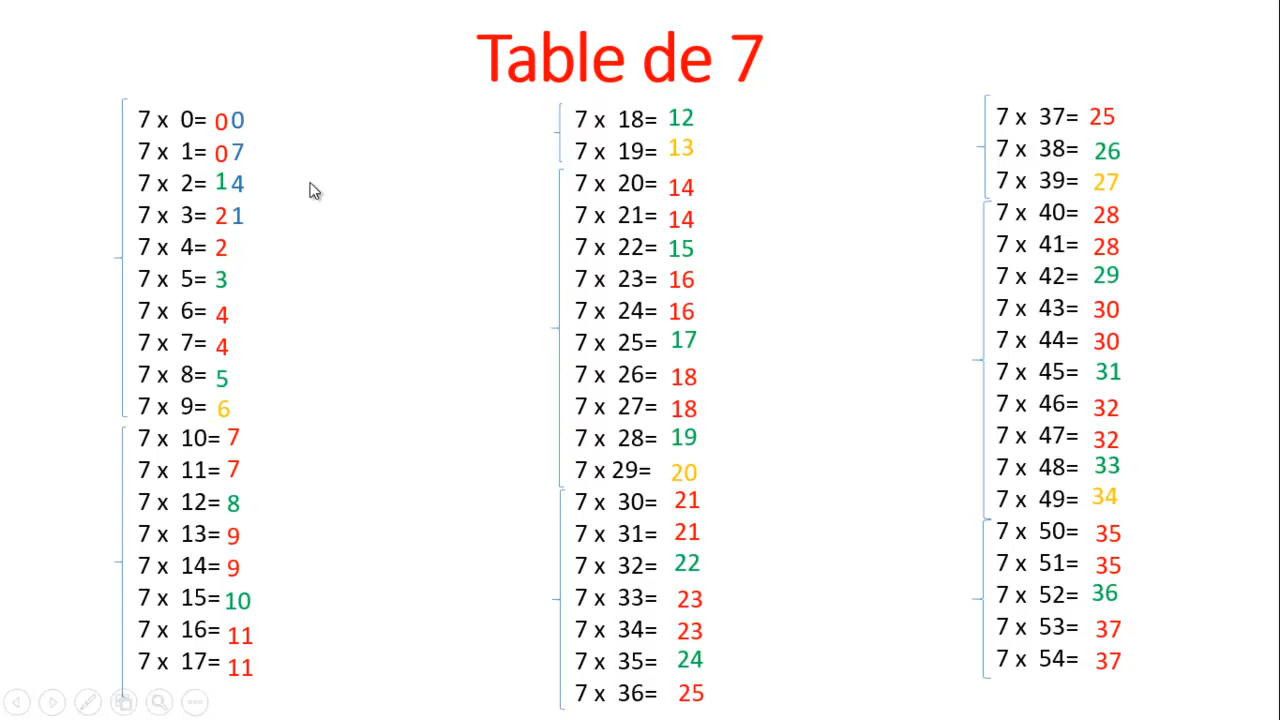 Table de 7
7 x 0= 00
7 x 1= 07
7 x 2= 14
7 x 3= 21
7 x 4= 2
7 x 5= 3
7 x 6= 4
7 x 7= 4
7 x 8= 5
7 x 9= 6
7 x 10= 7
7 x 11= 7
7 x 12= 8
7 x 13= 9
7 x 14= 9
7 x 15= 10
7 x 16= 11
7 x 17= 11
7 x 18= 12
7 x 19= 13
7 x 20= 14
7 x 21= 14
7 x 22= 15
7 x 23= 16
7 x 24= 16
7 x 25= 17
7 x 26= 18
7 x 27= 18
7 x 28= 19
7 x 29= 20
7 x 30= 21
7 x 31= 21
7 x 32= 22
7 x 33= 23
7 x 34= 23
7 x 35= 24
7 x 36= 25
7 x 37= 25
7 x 38= 26
7 x 39= 27
7 x 40= 28
7 x 41= 28
7 x 42= 29
7 x 43= 30
7 x 44= 30
7 x 45= 31
7 x 46= 32
7 x 47= 32
7 x 48= 33
7 x 49= 34
7 x 50= 35
7 x 51= 35
7 x 52= 36
7 x 53= 37
7 x 54= 37